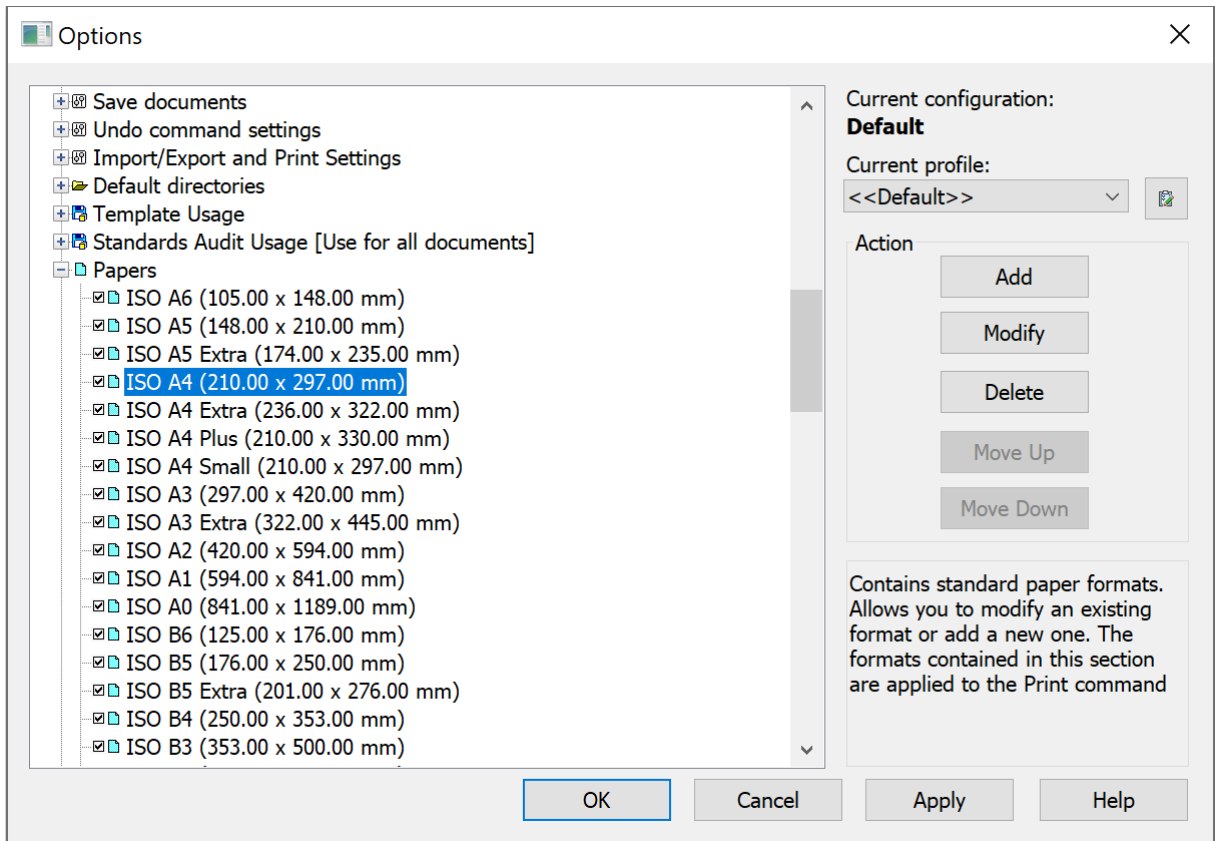 Options
Save documents
Undo command settings
Import/Export and Print Settings
Default directories
Template Usage
Standards Audit Usage [Use for all documents]
Papers
ISO A6 (105.00 x 148.00 mm)
ISO A5 (148.00 x 210.00 mm)
ISO A5 Extra (174.00 x 235.00 mm)
ISO A4 (210.00 x 297.00 mm)
ISO A4 Extra (236.00 x 322.00 mm)
ISO A4 Plus (210.00 x 330.00 mm)
ISO A4 Small (210.00 x 297.00 mm)
ISO A3 (297.00 x 420.00 mm)
ISO A3 Extra (322.00 x 445.00 mm)
ISO A2 (420.00 x 594.00 mm)
ISO A1 (594.00 x 841.00 mm)
ISO A0 (841.00 x 1189.00 mm)
ISO B6 (125.00 x 176.00 mm)
ISO B5 (176.00 x 250.00 mm)
ISO B5 Extra (201.00 x 276.00 mm)
ISO B4 (250.00 x 353.00 mm)
ISO B3 (353.00 x 500.00 mm)
Current configuration:
Default
Current profile:
<<Default>>
Action
Add
Modify
Delete
Move Up
Move Down
Contains standard paper formats.
Allows you to modify an existing
format or add a new one. The
formats contained in this section
are applied to the Print command
OK
Cancel
Apply
Help